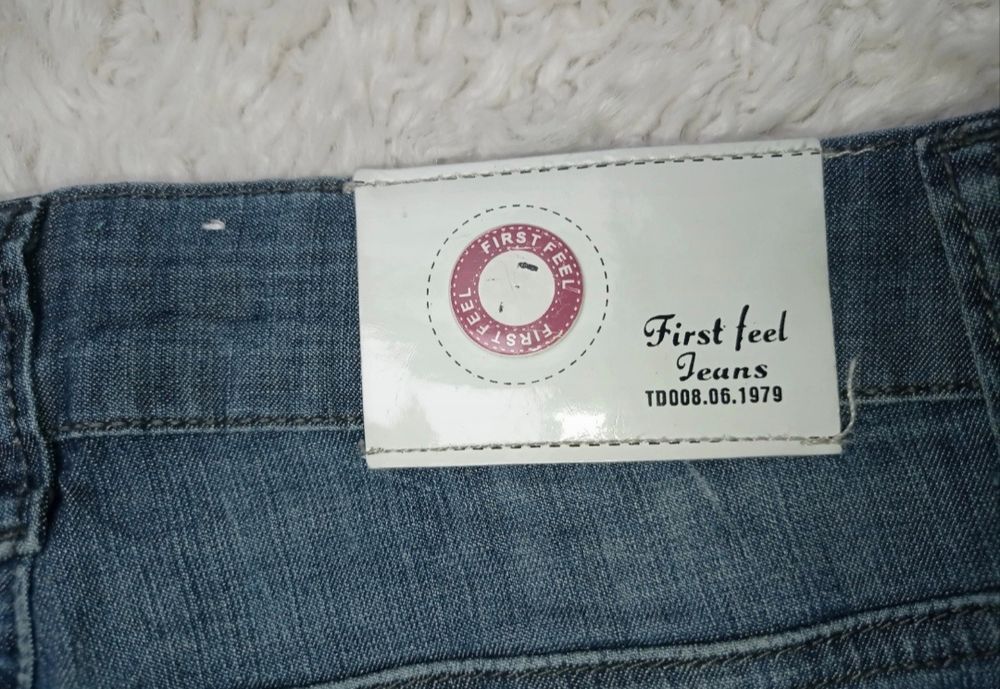 FIRST FEEL
FIRST FEEL
First feel
Jeans
TD008.06.1979